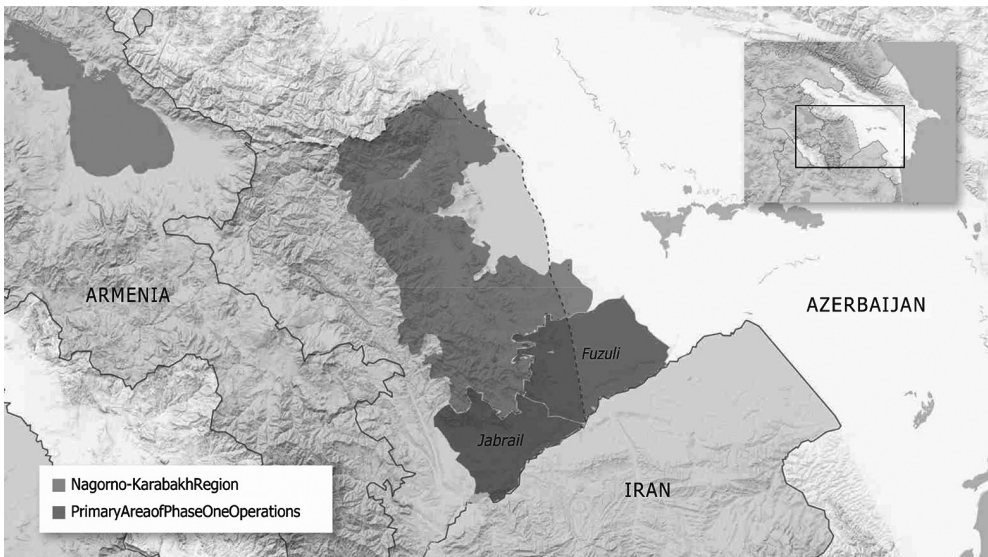 ARMENIA
AZERBAIJAN
Fuzuli
Jabrail
IRAN
Nagorno-KarabakhRegion
PrimaryAreaofPhaseOneOperations